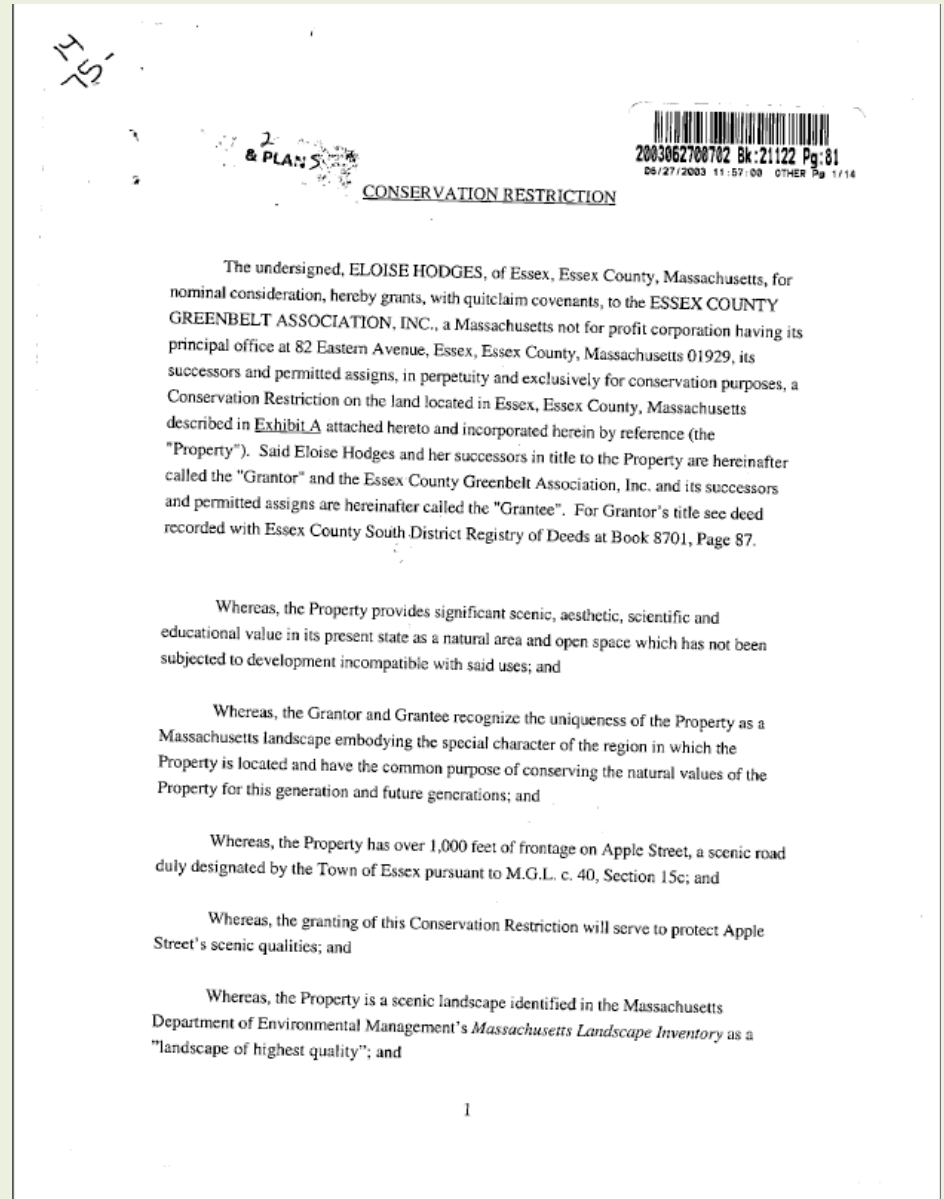 2
& PLANS
2003062700702 Bk:21122 Pg:81
06/27/2003 11:57:00 OTHER Pg 1/14
CONSERVATION RESTRICTION
The undersigned, ELOISE HODGES, of Essex, Essex County, Massachusetts, for
nominal consideration, hereby grants, with quitclaim covenants, to the ESSEX COUNTY
GREENBELT ASSOCIATION, INC., a Massachusetts not for profit corporation having its
principal office at 82 Eastern Avenue, Essex, Essex County, Massachusetts 01929, its
successors and permitted assigns, in perpetuity and exclusively for conservation purposes, a
Conservation Restriction on the land located in Essex, Essex County, Massachusetts
described in Exhibit A attached hereto and incorporated herein by reference (the
"Property"). Said Eloise Hodges and her successors in title to the Property are hereinafter
called the "Grantor" and the Essex County Greenbelt Association, Inc. and its successors
and permitted assigns are hereinafter called the "Grantee". For Grantor's title see deed
recorded with Essex County South District Registry of Deeds at Book 8701, Page 87.
Whereas, the Property provides significant scenic, aesthetic, scientific and
educational value in its present state as a natural area and open space which has not been
subjected to development incompatible with said uses; and
Whereas, the Grantor and Grantee recognize the uniqueness of the Property as a
Massachusetts landscape embodying the special character of the region in which the
Property is located and have the common purpose of conserving the natural values of the
Property for this generation and future generations; and
Whereas, the Property has over 1,000 feet of frontage on Apple Street, a scenic road
duly designated by the Town of Essex pursuant to M.G.L. c. 40, Section 15c; and
Whereas, the granting of this Conservation Restriction will serve to protect Apple
Street's scenic qualities; and
Whereas, the Property is a scenic landscape identified in the Massachusetts
Department of Environmental Management's Massachusetts Landscape Inventory as a
"landscape of highest quality"; and
1